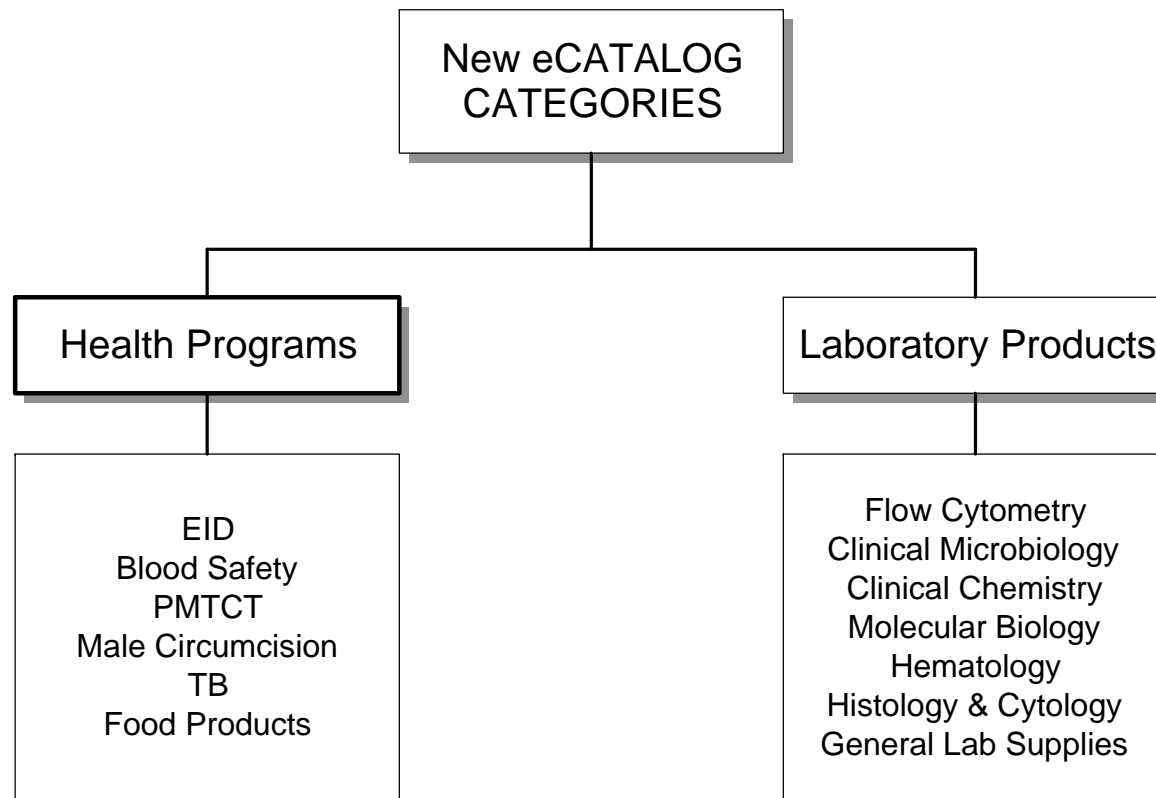 New eCATALOG
CATEGORIES
Health Programs
Laboratory Products
EID
Blood Safety
PMTCT
Male Circumcision
TB
Food Products
Flow Cytometry
Clinical Microbiology
Clinical Chemistry
Molecular Biology
Hematology
Histology & Cytology
General Lab Supplies